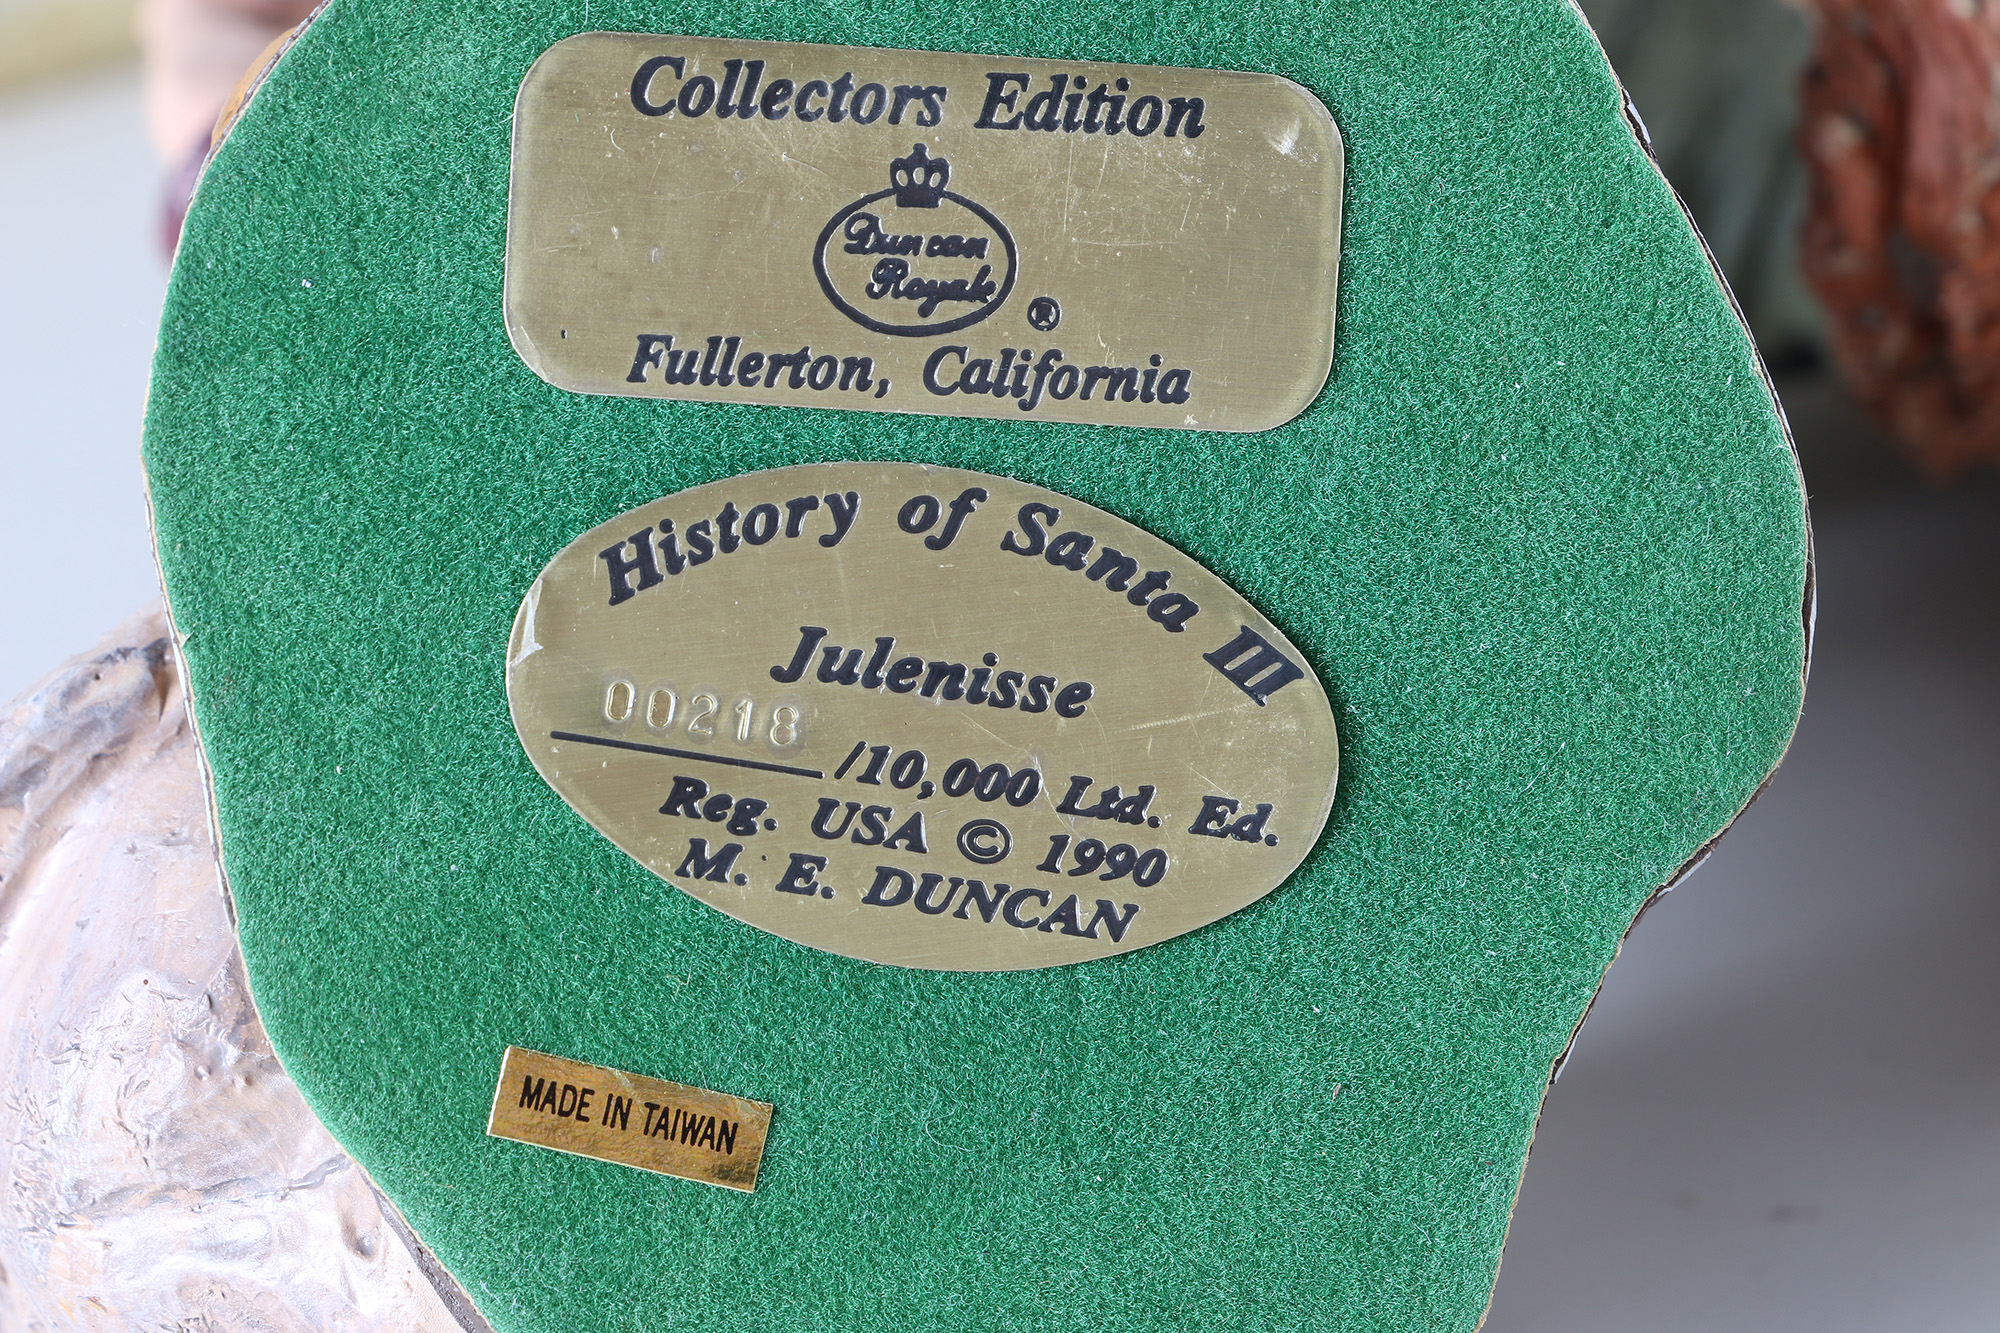 Collectors Edition
Duncan
Royale
®
Fullerton, California
History of Santa III
Julenisse
00218 /10,000 Ltd. Ed.
Reg. USA © 1990
M. E. DUNCAN
MADE IN TAIWAN